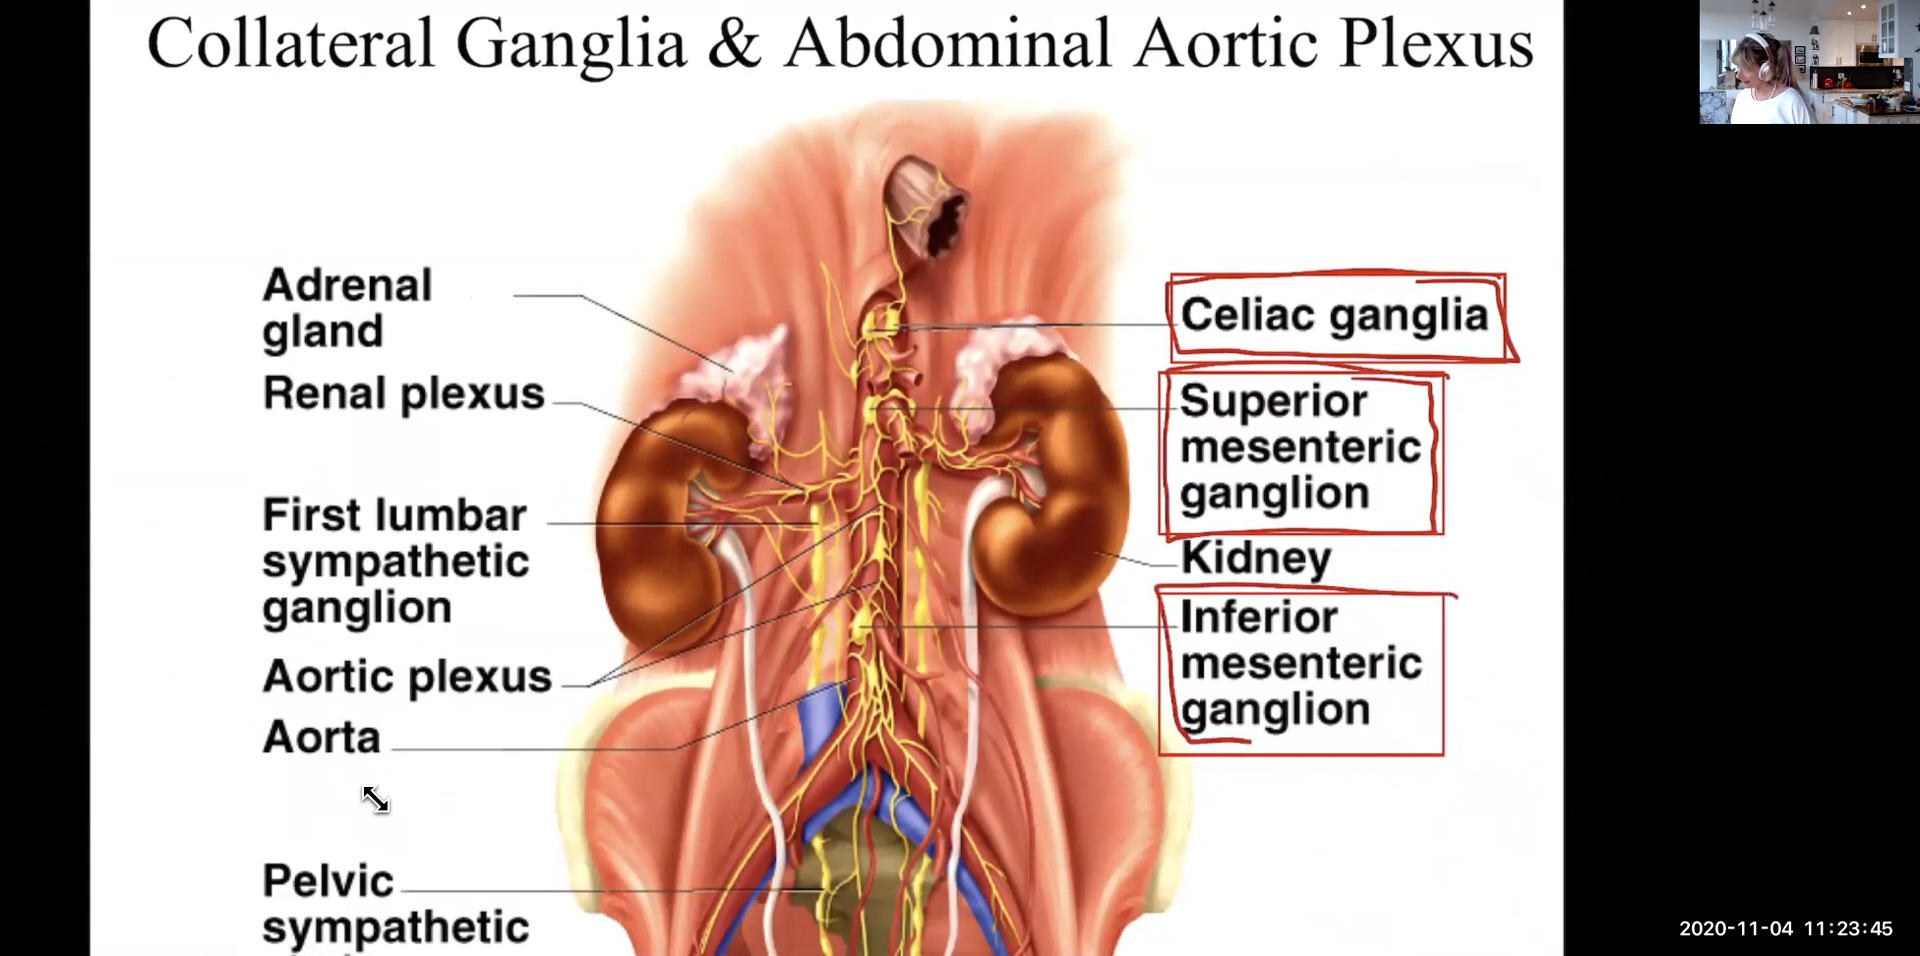 Collateral Ganglia & Abdominal Aortic Plexus
Adrenal
gland
Renal plexus
First lumbar
sympathetic
ganglion
Aortic plexus
Aorta
Pelvic
sympathetic
Celiac ganglia
Superior
mesenteric
ganglion
Kidney
Inferior
mesenteric
ganglion
2020-11-04 11:23:45